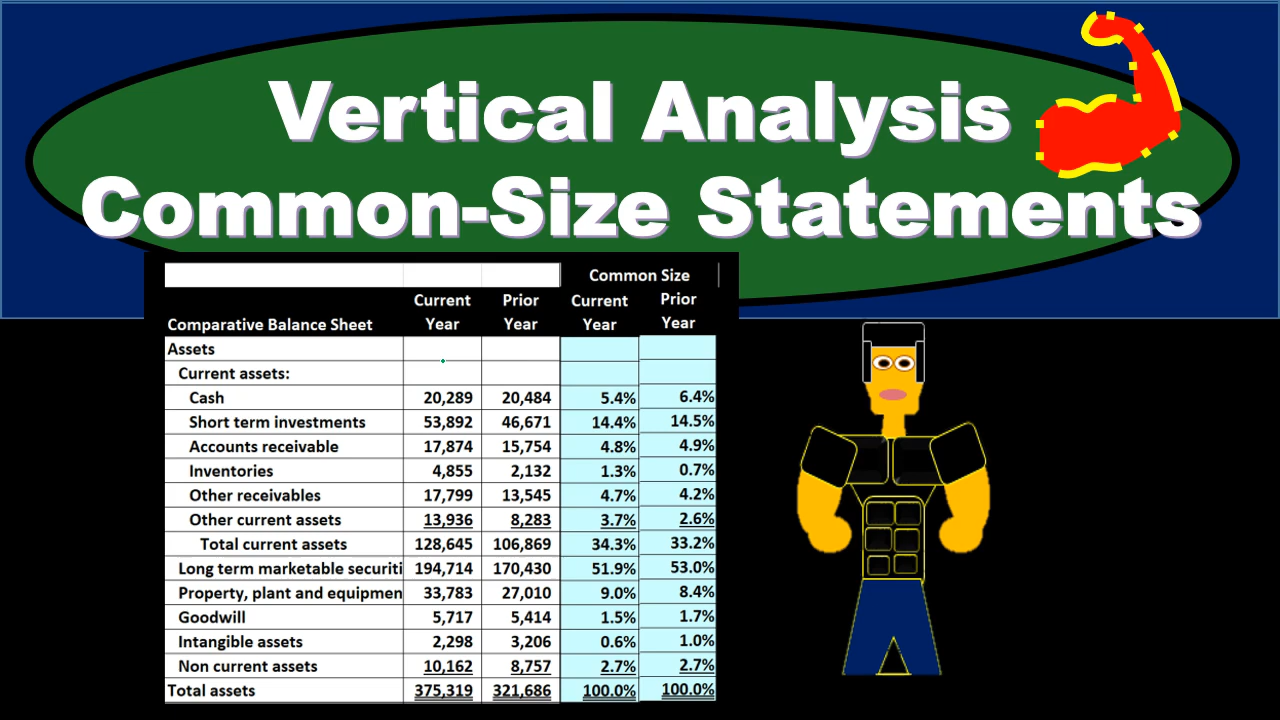 Vertical Analysis
Common-Size Statements
Common Size
Current Prior Current Prior
Comparative Balance Sheet Year Year Year Year
Assets
Current assets:
Cash 20,289 20,484 5.4% 6.4%
Short term investments 53,892 46,671 14.4% 14.5%
Accounts receivable 17,874 15,754 4.8% 4.9%
Inventories 4,855 2,132 1.3% 0.7%
Other receivables 17,799 13,545 4.7% 4.2%
Other current assets 13,936 8,283 3.7% 2.6%
Total current assets 128,645 106,869 34.3% 33.2%
Long term marketable securiti 194,714 170,430 51.9% 53.0%
Property, plant and equipmen 33,783 27,010 9.0% 8.4%
Goodwill 5,717 5,414 1.5% 1.7%
Intangible assets 2,298 3,206 0.6% 1.0%
Non current assets 10,162 8,757 2.7% 2.7%
Total assets 375,319 321,686 100.0% 100.0%